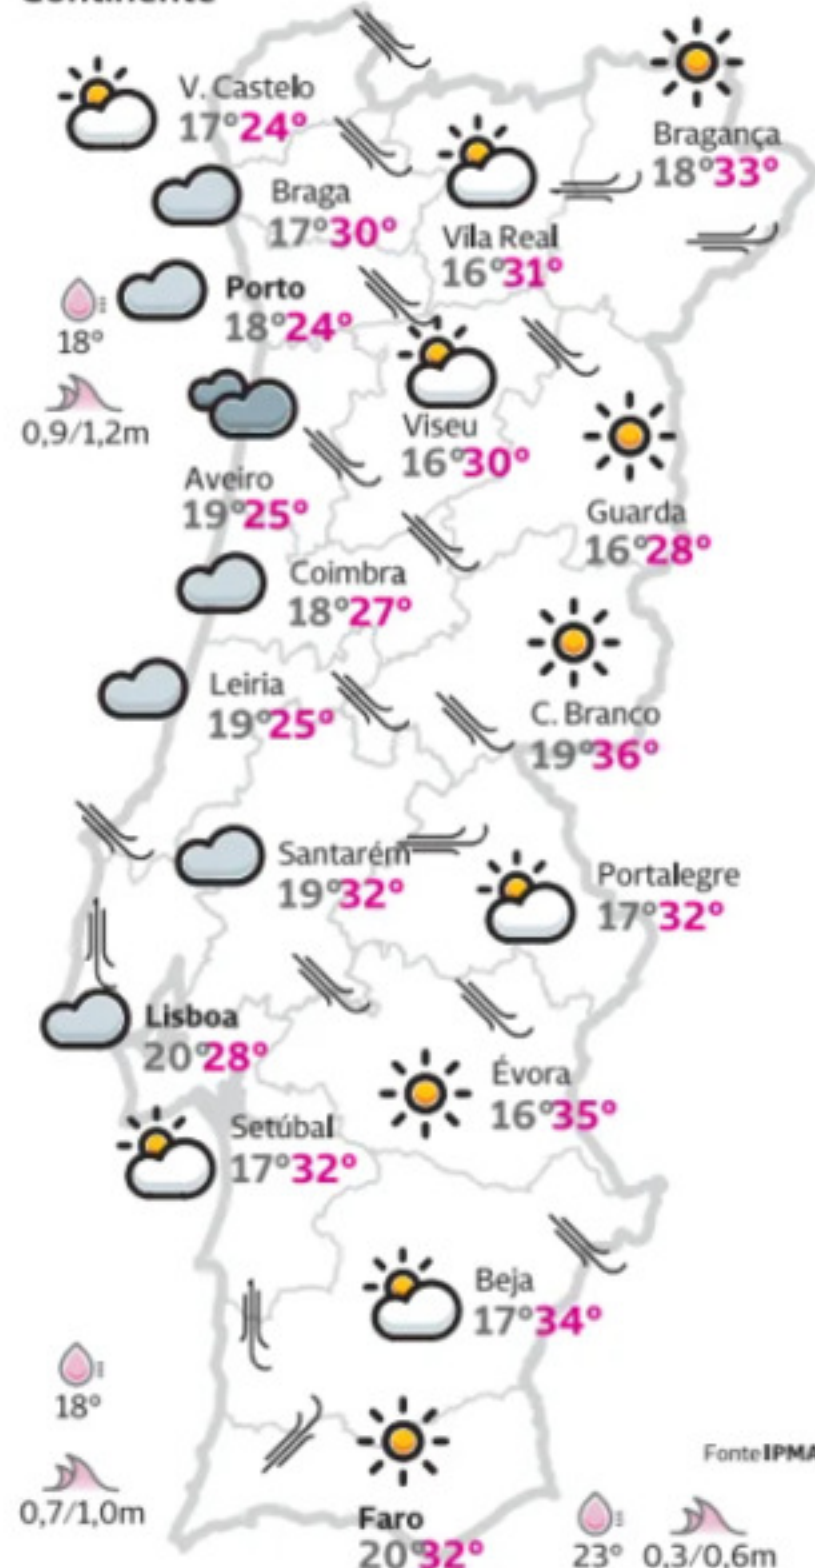 Continente
V. Castelo
17°24°
Bragança
18°33°
Braga
17°30°
Vila Real
16°31°
Porto
18°24°
18°
0,9/1,2m
Viseu
16°30°
Aveiro
19°25°
Guarda
16°28°
Coimbra
18°27°
Leiria
19°25°
C. Branco
19°36°
Santarém
19°32°
Portalegre
17°32°
Lisboa
20°28°
Évora
16°35°
Setúbal
17°32°
Beja
17°34°
18°
0,7/1,0m
Fonte IPMA
Faro
20°32°
23° 0,3/0,6m